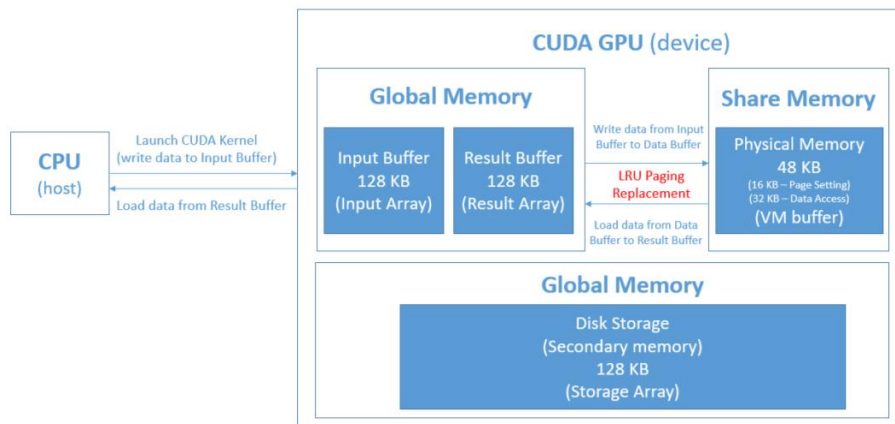 CUDA GPU (device)
CPU
(host)
Launch CUDA Kernel
(write data to Input Buffer)
Load data from Result Buffer
Global Memory
Input Buffer
128 KB
(Input Array)
Result Buffer
128 KB
(Result Array)
Write data from Input
Buffer to Data Buffer
LRU Paging
Replacement
Load data from Data
Buffer to Result Buffer
Share Memory
Physical Memory
48 KB
(16 KB – Page Setting)
(32 KB – Data Access)
(VM buffer)
Global Memory
Disk Storage
(Secondary memory)
128 KB
(Storage Array)